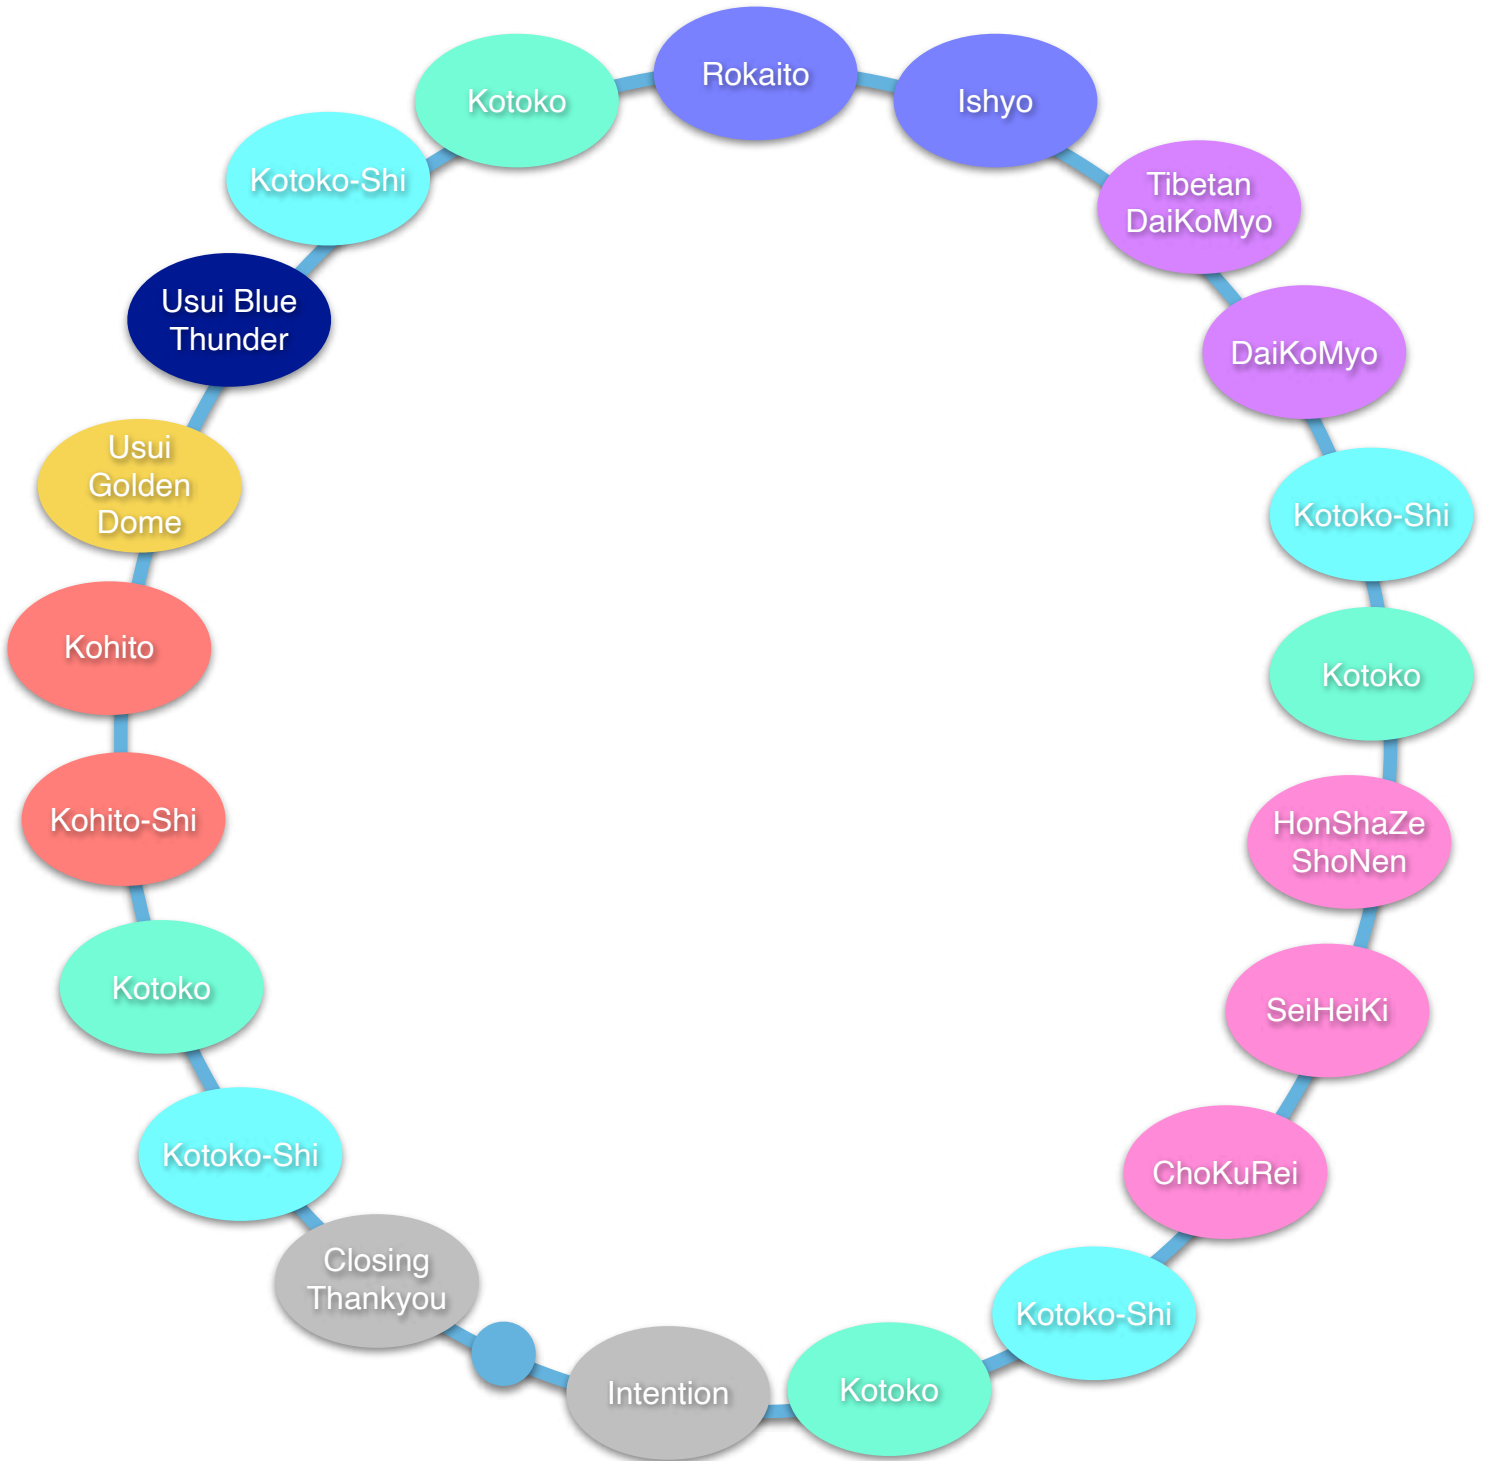 Rokaito
Kotoko
Ishyo
Kotoko-Shi
Tibetan
DaiKoMyo
Usui Blue
Thunder
DaiKoMyo
Usui
Golden
Dome
Kotoko-Shi
Kohito
Kotoko
Kohito-Shi
HonShaZe
ShoNen
Kotoko
SeiHeiKi
Kotoko-Shi
ChoKuRei
Closing
Thankyou
Kotoko-Shi
Intention
Kotoko